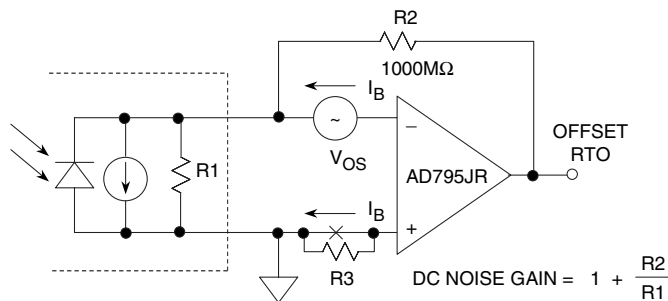 R2
1000MΩ
I_B
–
~
V_OS
R1
AD795JR
OFFSET
RTO
I_B
+
R3
DC NOISE GAIN = 1 + R2/R1